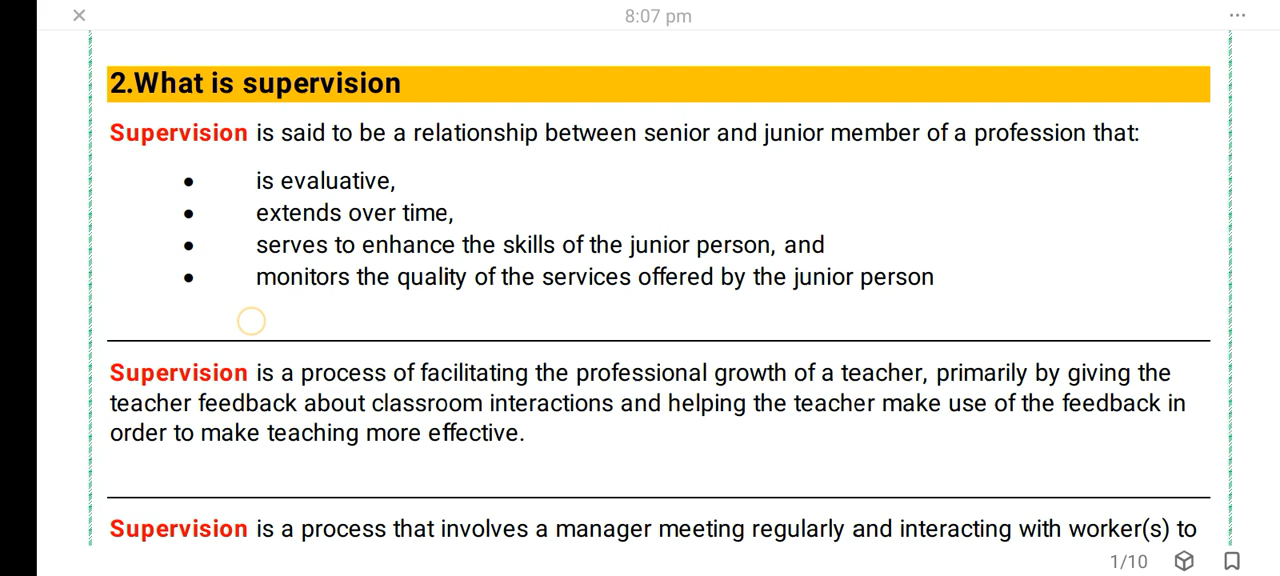 8:07 pm
2.What is supervision
Supervision is said to be a relationship between senior and junior member of a profession that:
• is evaluative,
• extends over time,
• serves to enhance the skills of the junior person, and
• monitors the quality of the services offered by the junior person
Supervision is a process of facilitating the professional growth of a teacher, primarily by giving the
teacher feedback about classroom interactions and helping the teacher make use of the feedback in
order to make teaching more effective.
Supervision is a process that involves a manager meeting regularly and interacting with worker(s) to
1/10